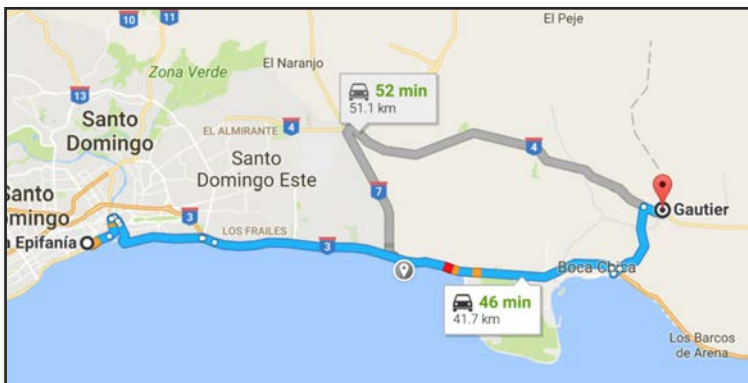 El Peje
10
11
El Naranjo
Zona Verde
52 min
51.1 km
13
Santo
Domingo
EL ALMIRANTE
4
4
Santo
Domingo Este
7
Santo
Gautier
3
a Epifanía
LOS FRAILES
3
Boca Chica
46 min
41.7 km
Los Barcos
de Arena